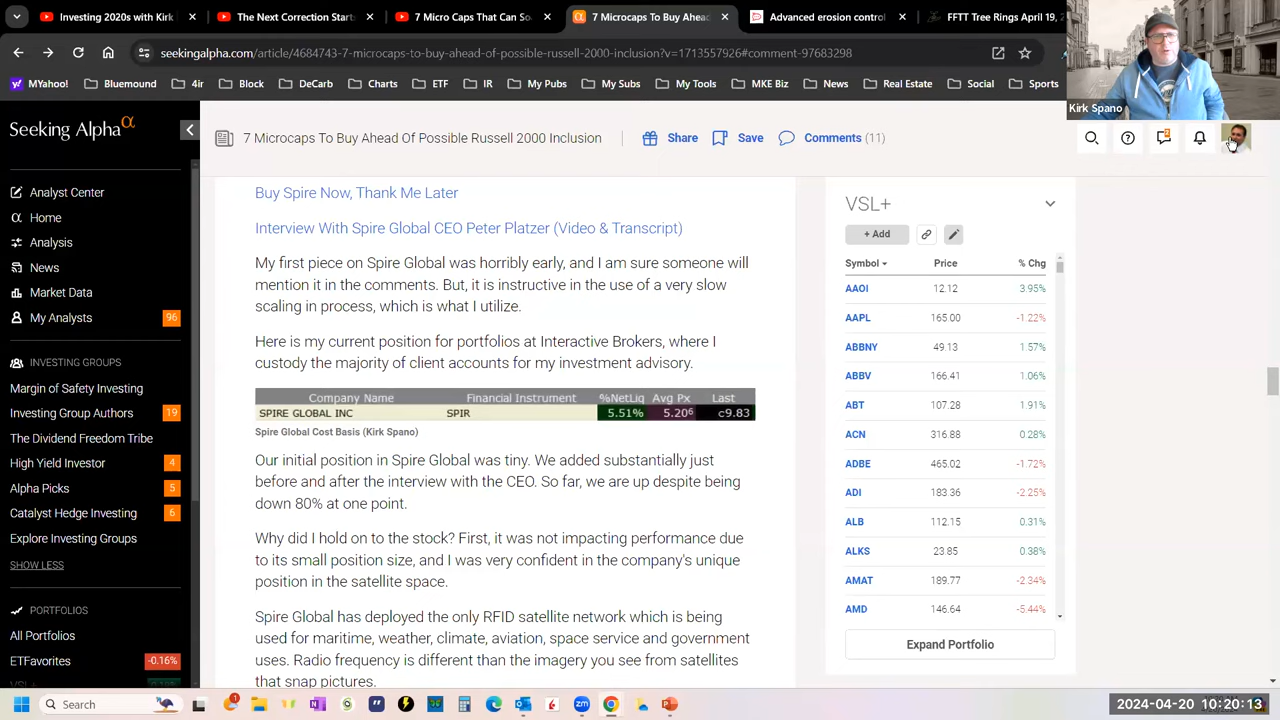 Investing 2020s with Kirk
The Next Correction Starts
7 Micro Caps That Can So
7 Microcaps To Buy Ahead
Advanced erosion control
FFTT Tree Rings April 19,
seekingalpha.com/article/4684743-7-microcaps-to-buy-ahead-of-possible-russell-2000-inclusion?v=1713557926#comment-97683298
MYahoo!
Bluemound
4ir
Block
DeCarb
Charts
ETF
IR
My Pubs
My Subs
My Tools
MKE Biz
News
Real Estate
Social
Sports
Kirk Spano
Seeking Alpha α
7 Microcaps To Buy Ahead Of Possible Russell 2000 Inclusion
Share
Save
Comments (11)
2
Analyst Center
Home
Analysis
News
Market Data
My Analysts 96
INVESTING GROUPS
Margin of Safety Investing
Investing Group Authors 19
The Dividend Freedom Tribe
High Yield Investor 4
Alpha Picks 5
Catalyst Hedge Investing 6
Explore Investing Groups
SHOW LESS
PORTFOLIOS
All Portfolios
ETFavorites -0.16%
VSL+
Buy Spire Now, Thank Me Later
Interview With Spire Global CEO Peter Platzer (Video & Transcript)
My first piece on Spire Global was horribly early, and I am sure someone will
mention it in the comments. But, it is instructive in the use of a very slow
scaling in process, which is what I utilize.
Here is my current position for portfolios at Interactive Brokers, where I
custody the majority of client accounts for my investment advisory.
Company Name Financial Instrument %NetLiq Avg Px Last
SPIRE GLOBAL INC SPIR 5.51% 5.20⁶ c9.83
Spire Global Cost Basis (Kirk Spano)
Our initial position in Spire Global was tiny. We added substantially just
before and after the interview with the CEO. So far, we are up despite being
down 80% at one point.
Why did I hold on to the stock? First, it was not impacting performance due
to its small position size, and I was very confident in the company's unique
position in the satellite space.
Spire Global has deployed the only RFID satellite network which is being
used for maritime, weather, climate, aviation, space service and government
uses. Radio frequency is different than the imagery you see from satellites
that snap pictures.
VSL+
+ Add
Symbol Price % Chg
AAOI 12.12 3.95%
AAPL 165.00 -1.22%
ABBNY 49.13 1.57%
ABBV 166.41 1.06%
ABT 107.28 1.91%
ACN 316.88 0.28%
ADBE 465.02 -1.72%
ADI 183.36 -2.25%
ALB 112.15 0.31%
ALKS 23.85 0.38%
AMAT 189.77 -2.34%
AMD 146.64 -5.44%
Expand Portfolio
Search
2024-04-20 10:20:13